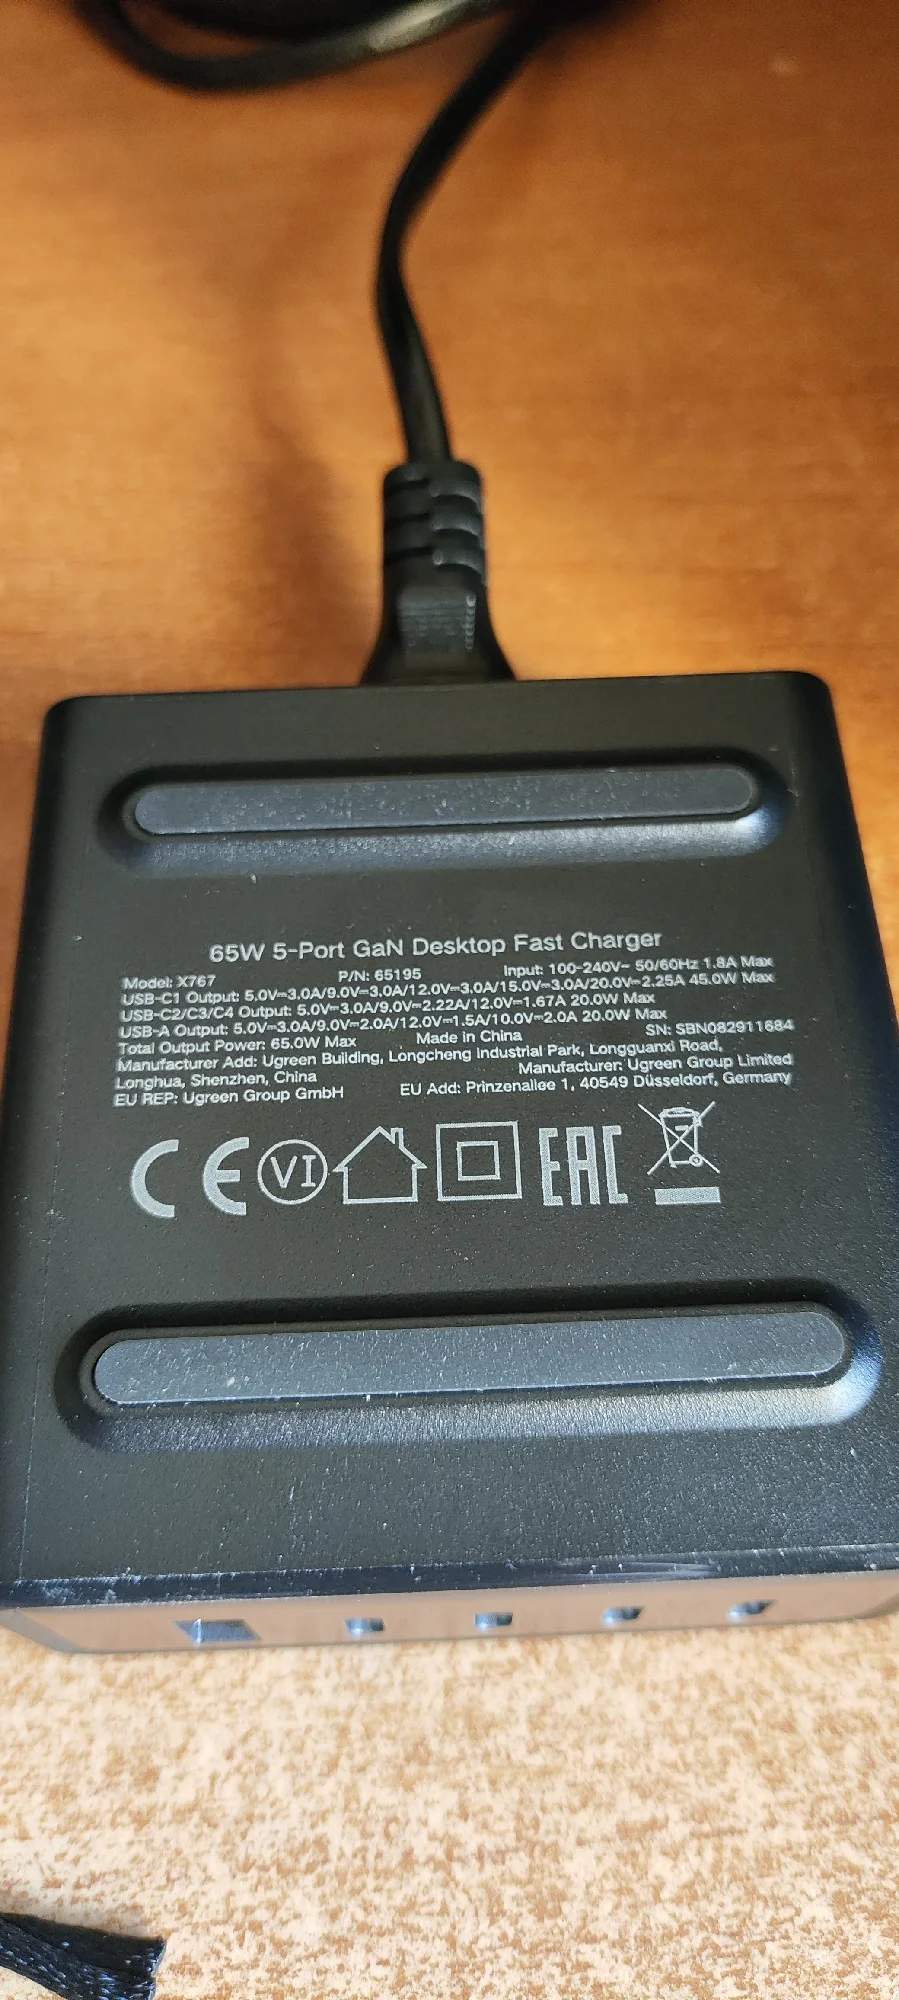 65W 5-Port GaN Desktop Fast Charger
Model: X767 P/N: 65195 Input: 100-240V~ 50/60Hz 1.8A Max
USB-C1 Output: 5.0V⎓3.0A/9.0V⎓3.0A/12.0V⎓3.0A/15.0V⎓3.0A/20.0V⎓2.25A 45.0W Max
USB-C2/C3/C4 Output: 5.0V⎓3.0A/9.0V⎓2.22A/12.0V⎓1.67A 20.0W Max
USB-A Output: 5.0V⎓3.0A/9.0V⎓2.0A/12.0V⎓1.5A/10.0V⎓2.0A 20.0W Max
Total Output Power: 65.0W Max Made in China SN: SBN082911684
Manufacturer Add: Ugreen Building, Longcheng Industrial Park, Longguanxi Road,
Longhua, Shenzhen, China Manufacturer: Ugreen Group Limited
EU REP: Ugreen Group GmbH EU Add: Prinzenallee 1, 40549 Düsseldorf, Germany
CE VI EAC